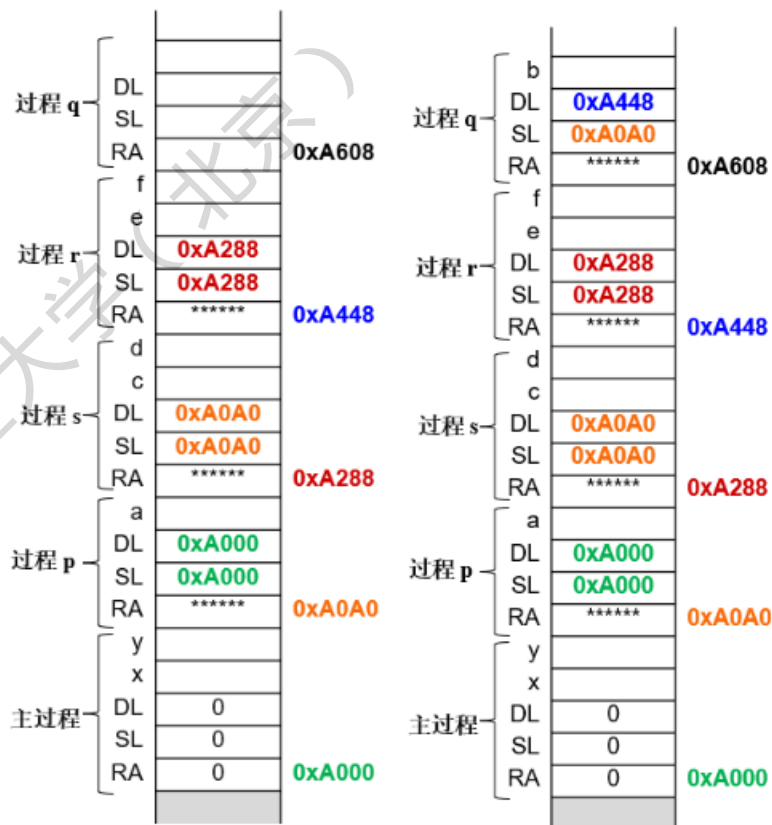 过程 q
DL
SL
RA 0xA608
过程 r
f
e
DL 0xA288
SL 0xA288
RA ****** 0xA448
过程 s
d
c
DL 0xA0A0
SL 0xA0A0
RA ****** 0xA288
过程 p
a
DL 0xA000
SL 0xA000
RA ****** 0xA0A0
主过程
y
x
DL 0
SL 0
RA 0 0xA000
过程 q
b
DL 0xA448
SL 0xA0A0
RA ****** 0xA608
过程 r
f
e
DL 0xA288
SL 0xA288
RA ****** 0xA448
过程 s
d
c
DL 0xA0A0
SL 0xA0A0
RA ****** 0xA288
过程 p
a
DL 0xA000
SL 0xA000
RA ****** 0xA0A0
主过程
y
x
DL 0
SL 0
RA 0 0xA000
大学（北京）